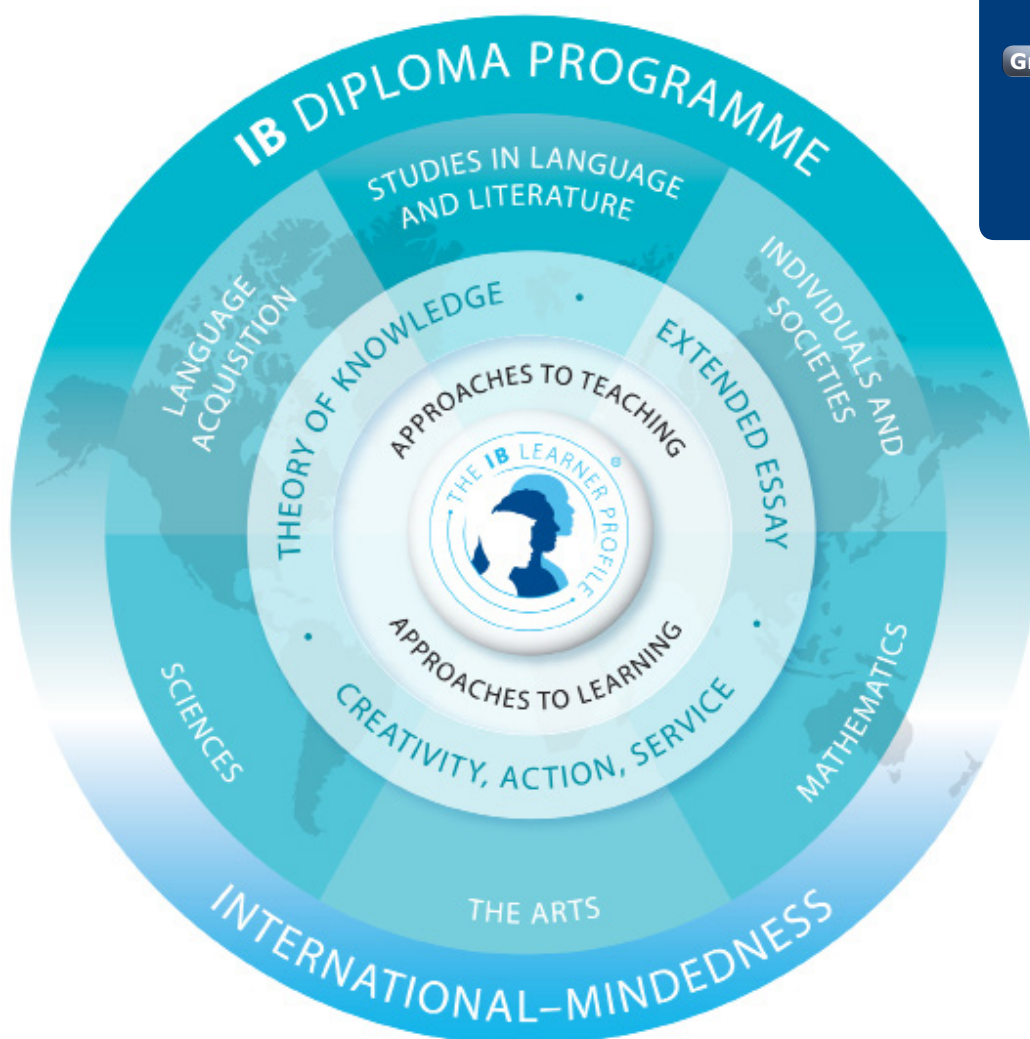 IB DIPLOMA PROGRAMME
STUDIES IN LANGUAGE
AND LITERATURE
LANGUAGE
ACQUISITION
INDIVIDUALS AND
SOCIETIES
THEORY OF KNOWLEDGE
EXTENDED ESSAY
APPROACHES TO TEACHING
THE IB LEARNER PROFILE®
APPROACHES TO LEARNING
CREATIVITY, ACTION, SERVICE
SCIENCES
MATHEMATICS
THE ARTS
INTERNATIONAL–MINDEDNESS